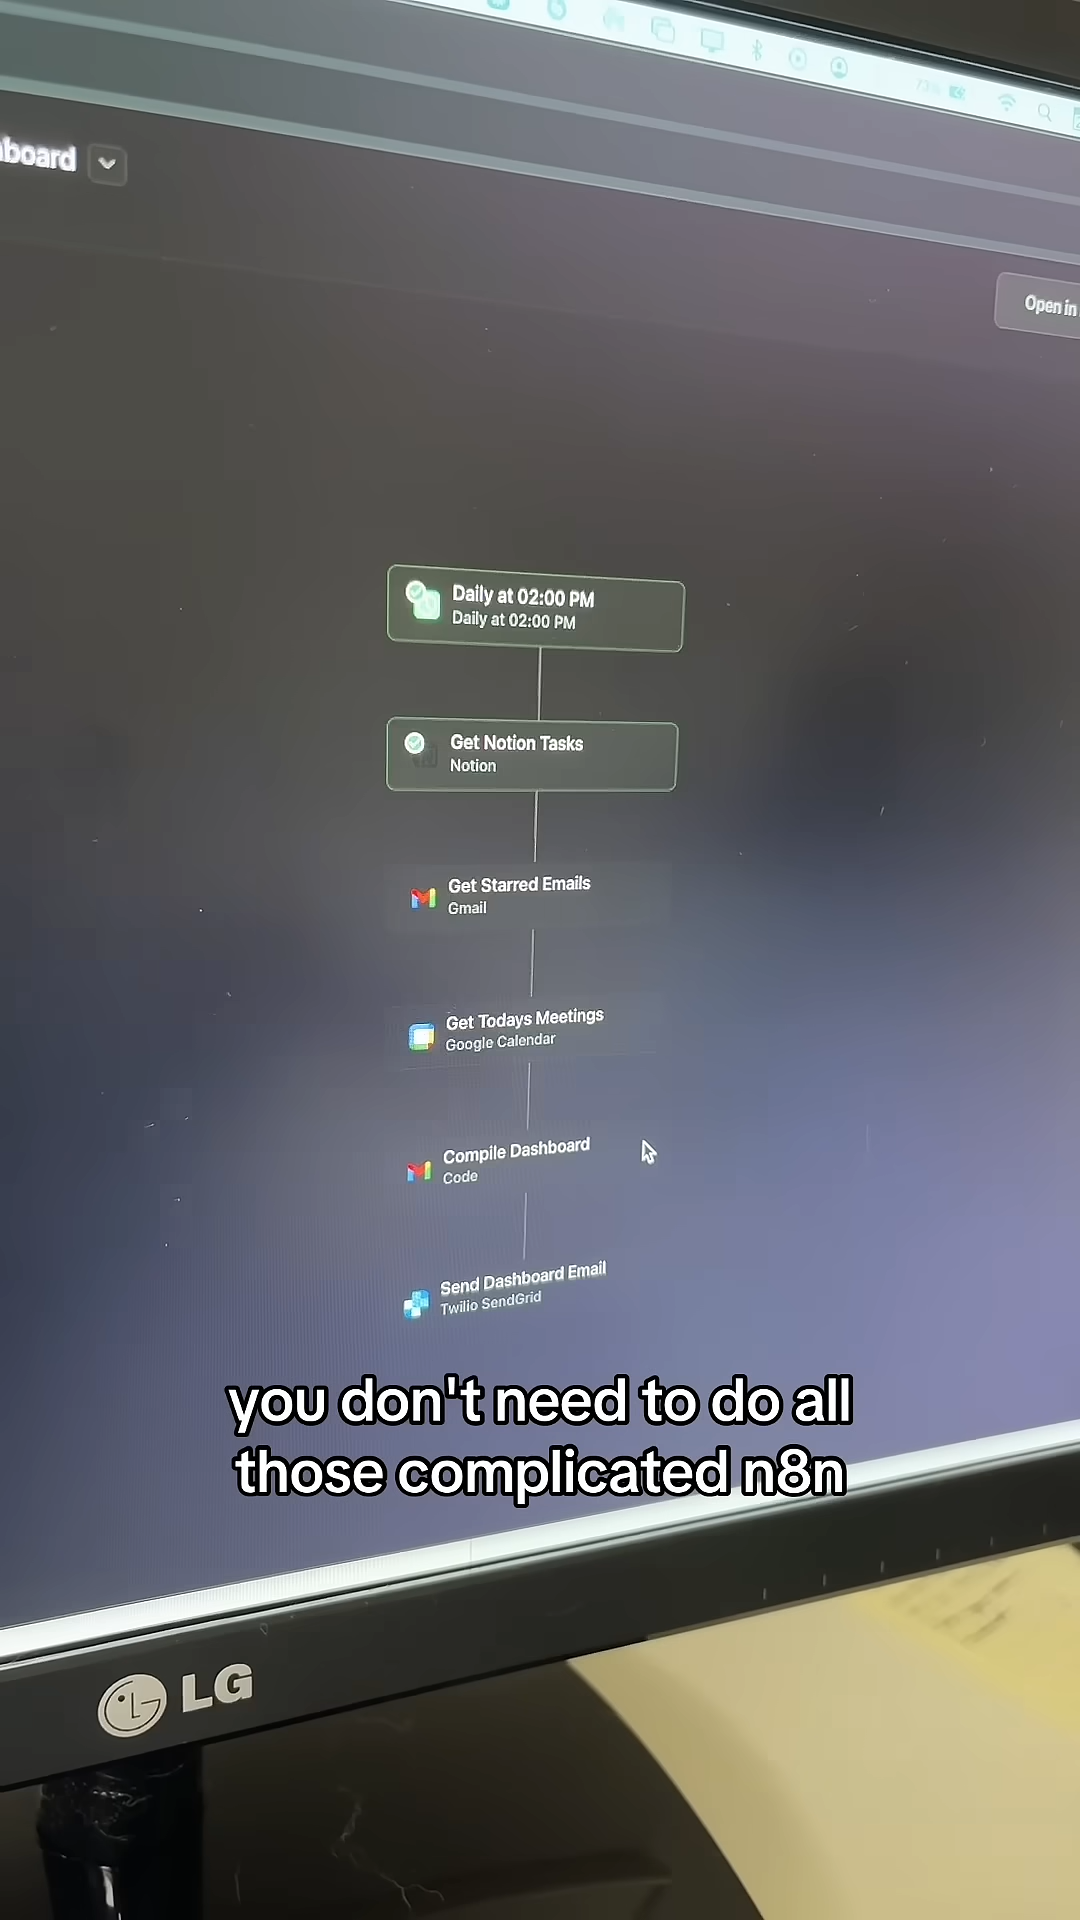 board
73%
Open in
Daily at 02:00 PM
Daily at 02:00 PM
Get Notion Tasks
Notion
Get Starred Emails
Gmail
Get Todays Meetings
Google Calendar
Compile Dashboard
Code
Send Dashboard Email
Twilio SendGrid
you don't need to do all
those complicated n8n
LG